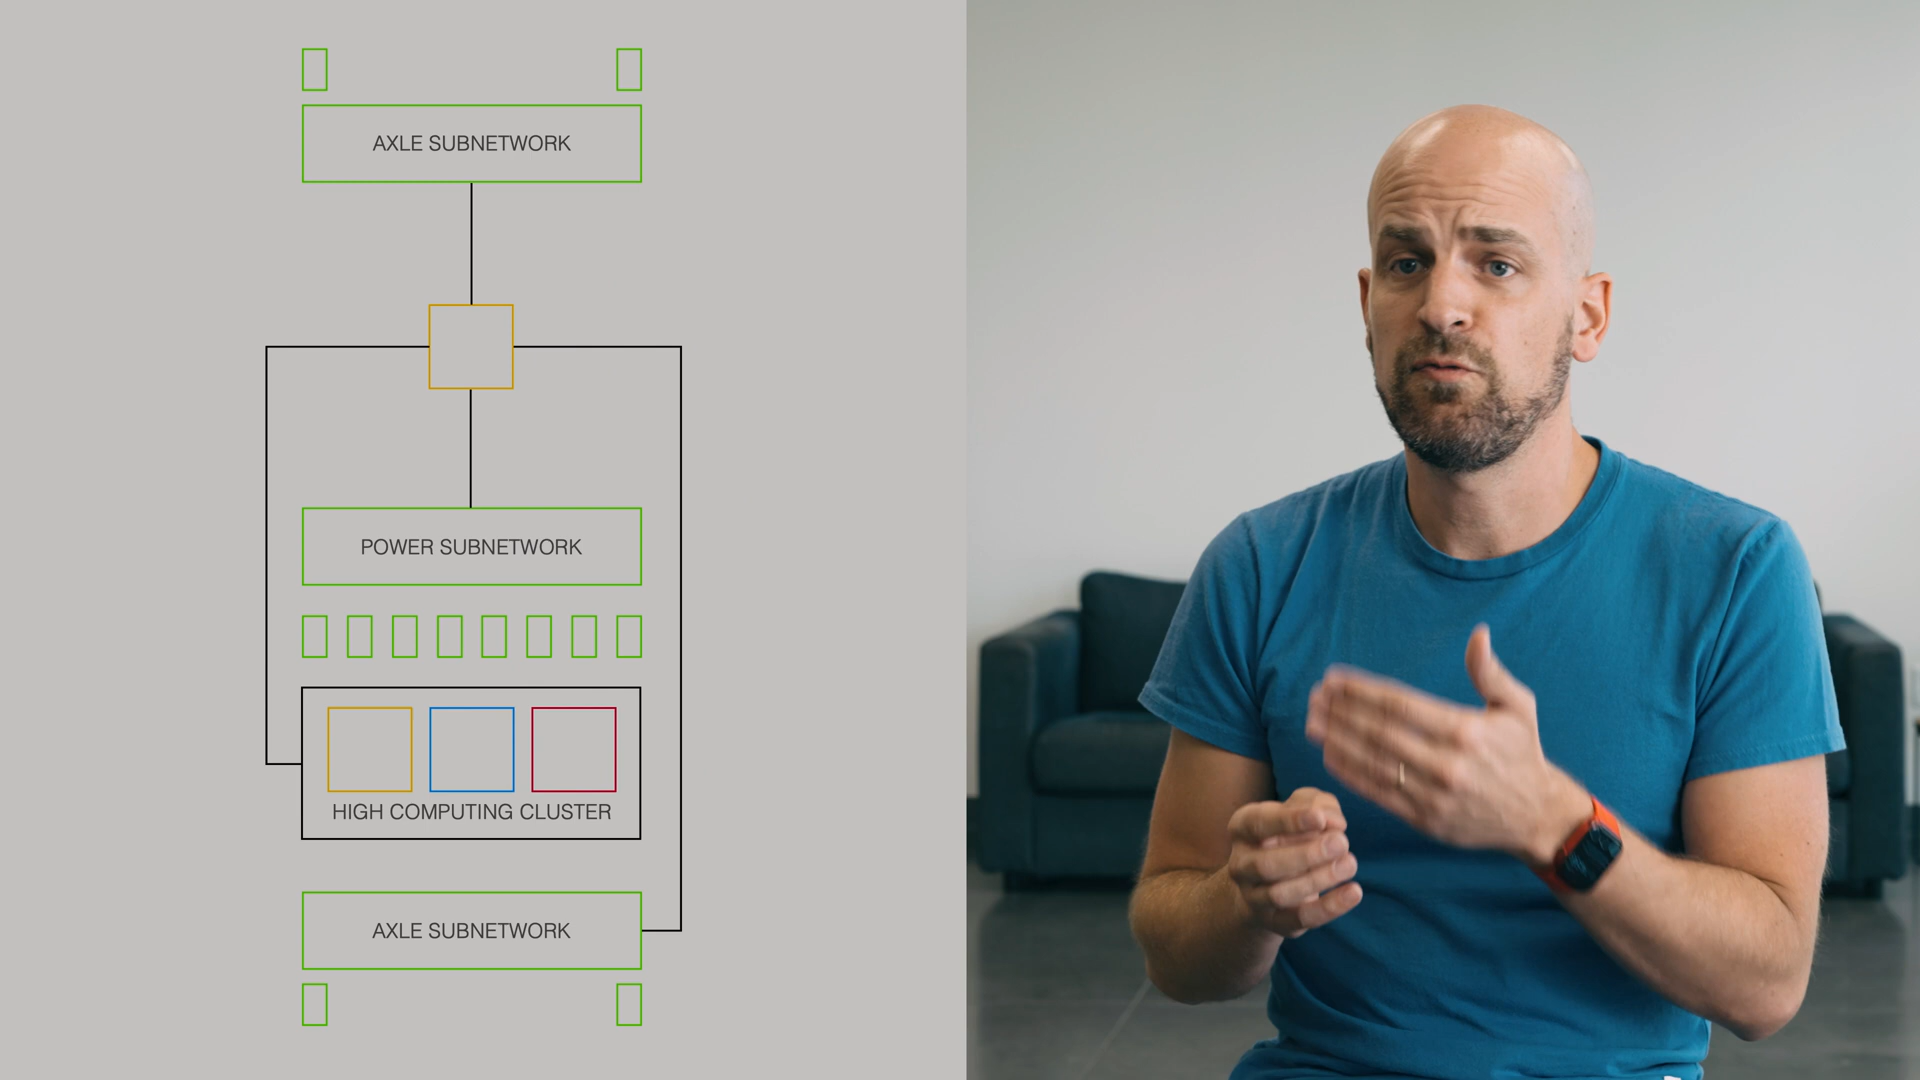 AXLE SUBNETWORK
POWER SUBNETWORK
HIGH COMPUTING CLUSTER
AXLE SUBNETWORK